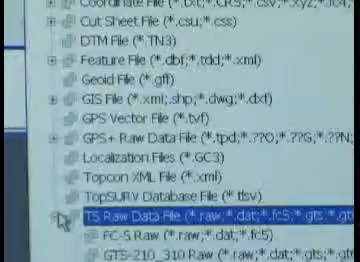 Coordinate File (*.txt;*.CRS;*.csv;*.xyz;*.fc4;
Cut Sheet File (*.csu;*.css)
DTM File (*.TN3)
Feature File (*.dbf;*.tdd;*.xml)
Geoid File (*.gff)
GIS File (*.xml;.shp;*.dwg;*.dxf)
GPS Vector File (*.tvf)
GPS+ Raw Data File (*.tpd;*.??O;*.??G;*.??N;
Localization Files (*.GC3)
Topcon XML File (*.xml)
TopSURV Database File (*.tlsv)
TS Raw Data File (*.raw;*.dat;*.fc5;*.gts;*.gt
FC-5 Raw (*.raw;*.dat;*.fc5)
GTS-210_310 Raw (*.raw;*.dat;*.gts;*.gt